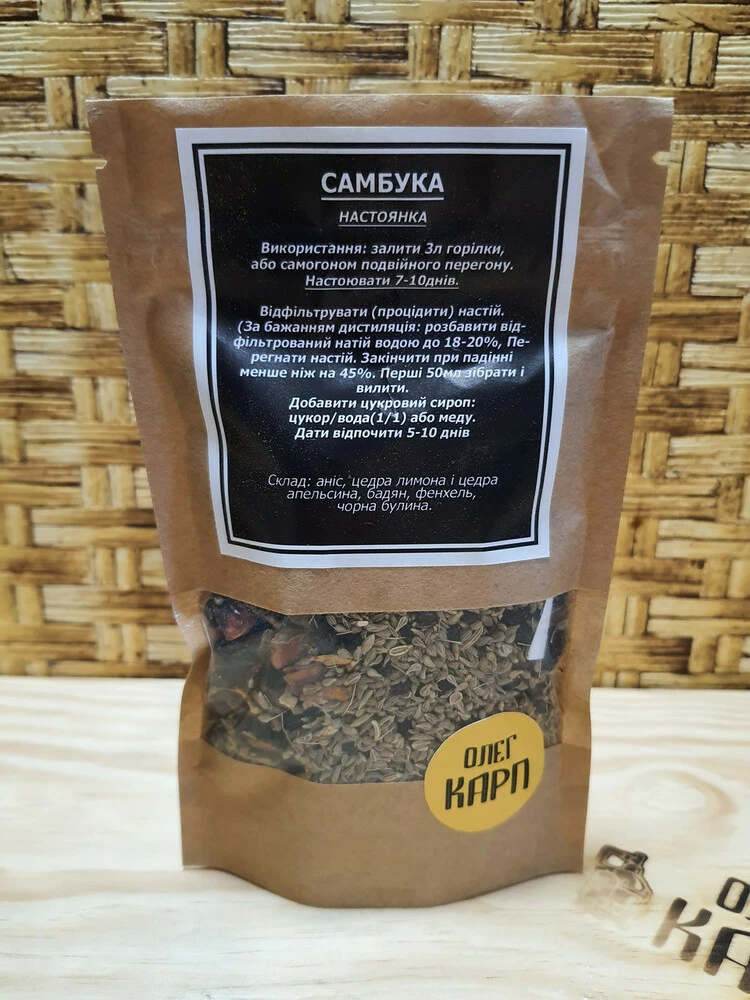 САМБУКА
НАСТОЯНКА
Використання: залити 3л горілки,
або самогоном подвійного перегону.
Настоювати 7-10днів.
Відфільтрувати (процідити) настій.
(За бажанням дистиляція: розбавити від-
фільтрований натій водою до 18-20%, Пе-
регнати настій. Закінчити при падінні
менше ніж на 45%. Перші 50мл зібрати і
вилити.
Добавити цукровий сироп:
цукор/вода(1/1) або меду.
Дати відпочити 5-10 днів
Склад: аніс, цедра лимона і цедра
апельсина, бадян, фенхель,
чорна булина.
ОЛЕГ
КАРП